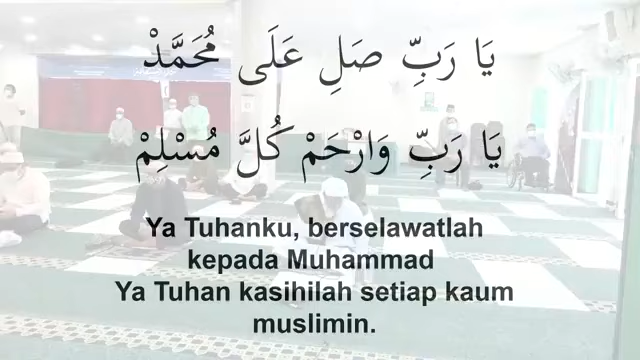 يَا رَبِّ صَلِ عَلَى مُحَمَّدْ
يَا رَبِّ وَارْحَمْ كُلَّ مُسْلِمْ
Ya Tuhanku, berselawatlah
kepada Muhammad
Ya Tuhan kasihilah setiap kaum
muslimin.